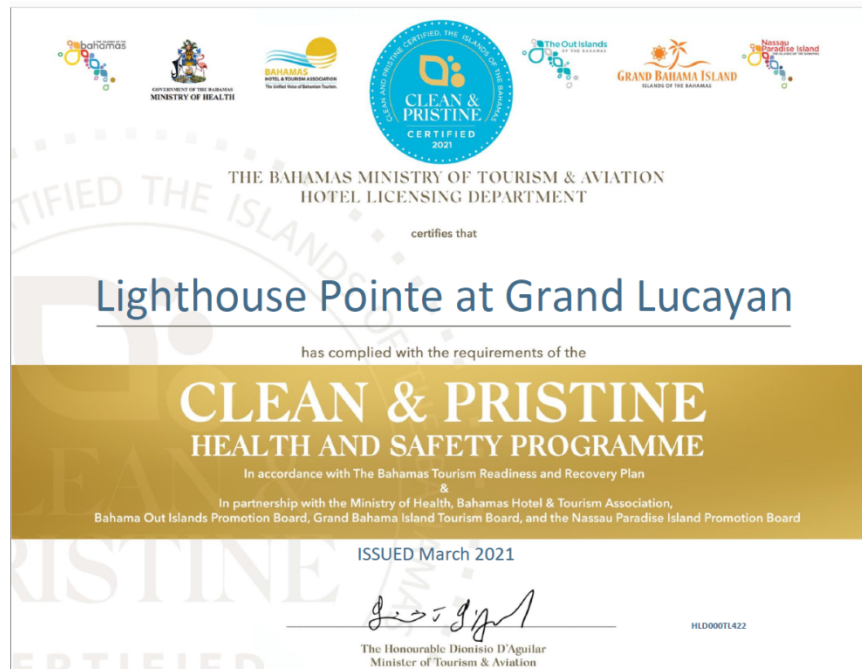 & THE ISLANDS OF THE
bahamas
GOVERNMENT OF THE BAHAMAS
MINISTRY OF HEALTH
BAHAMAS
HOTEL & TOURISM ASSOCIATION
The Unified Voice of Bahamian Tourism.
CLEAN AND PRISTINE CERTIFIED, THE ISLANDS OF THE BAHAMAS
CLEAN &
PRISTINE
CERTIFIED
2021
The Out Islands
OF THE BAHAMAS
GRAND BAHAMA ISLAND
ISLANDS OF THE BAHAMAS
Nassau
Paradise Island
THE BAHAMAS MINISTRY OF TOURISM & AVIATION
HOTEL LICENSING DEPARTMENT
certifies that
Lighthouse Pointe at Grand Lucayan
has complied with the requirements of the
CLEAN & PRISTINE
HEALTH AND SAFETY PROGRAMME
In accordance with The Bahamas Tourism Readiness and Recovery Plan
&
In partnership with the Ministry of Health, Bahamas Hotel & Tourism Association,
Bahama Out Islands Promotion Board, Grand Bahama Island Tourism Board, and the Nassau Paradise Island Promotion Board
ISSUED March 2021
HLD000TL422
The Honourable Dionisio D'Aguilar
Minister of Tourism & Aviation